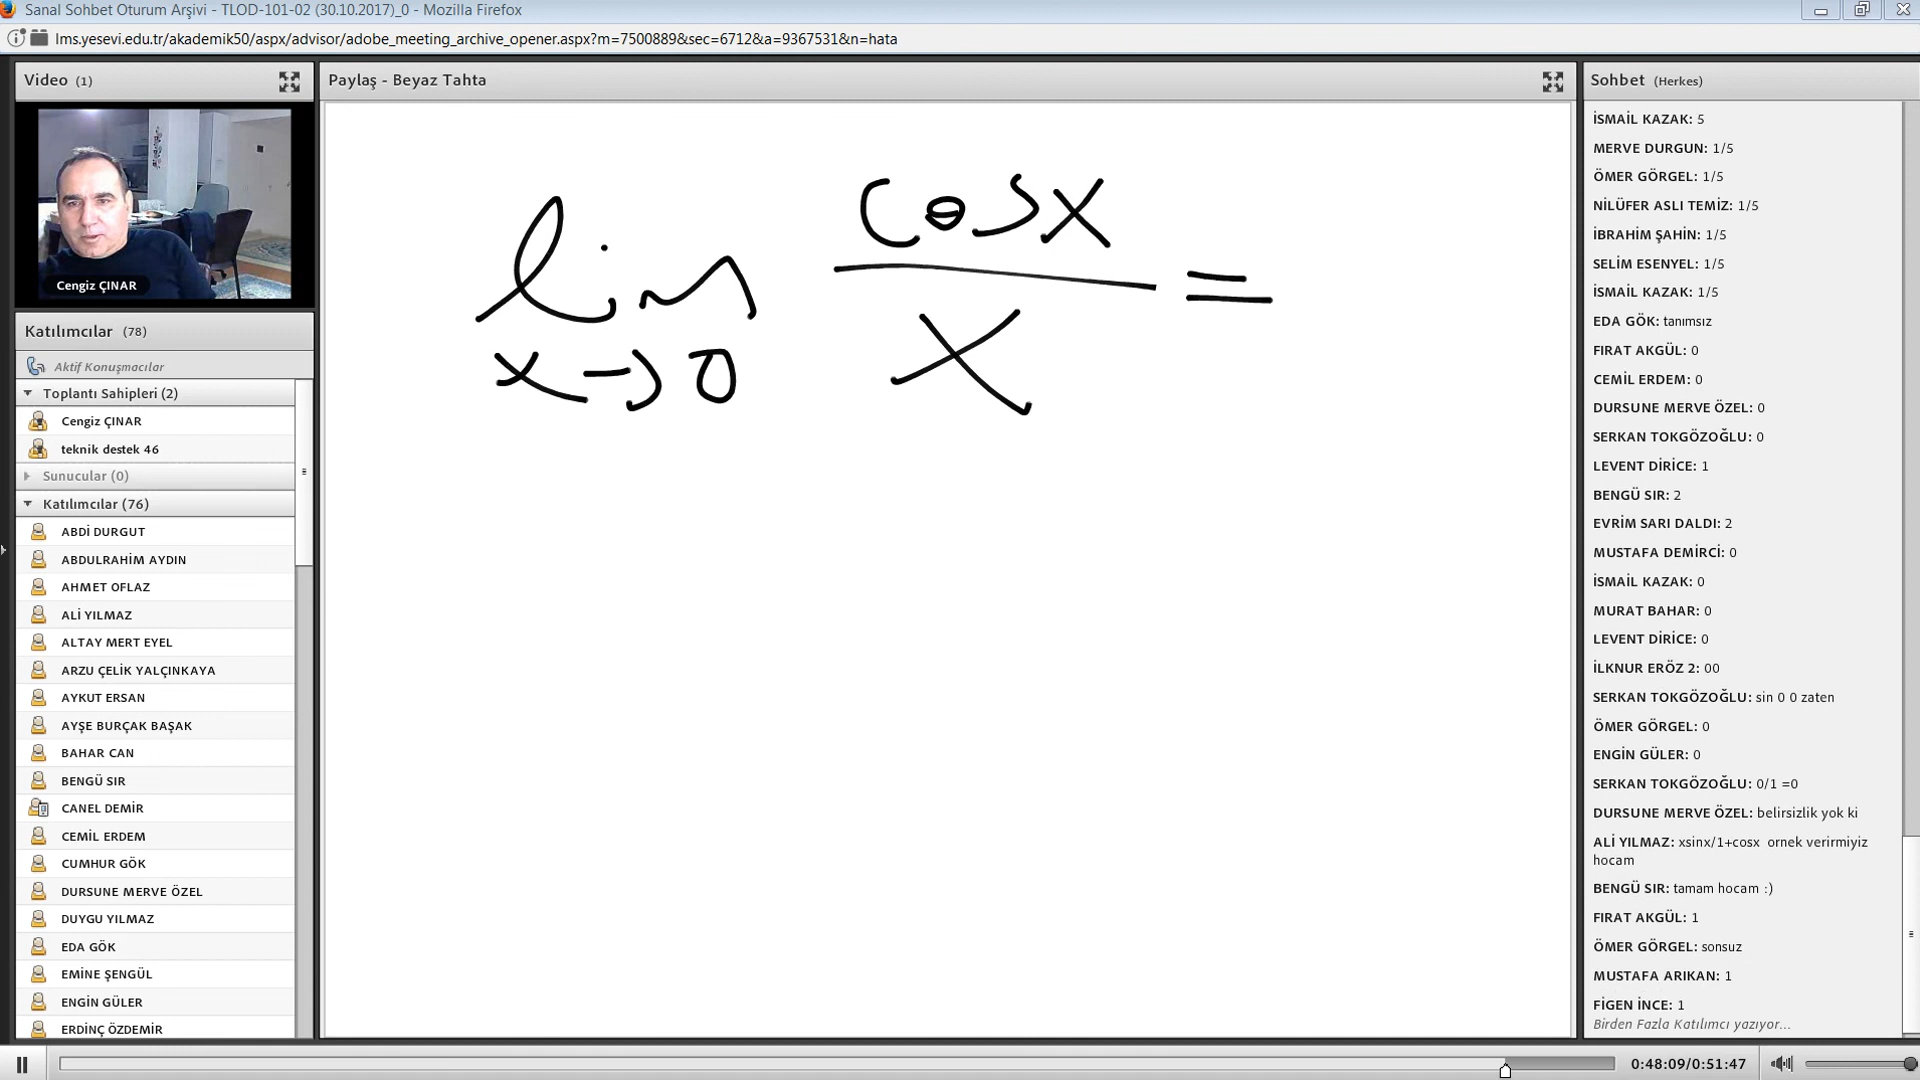 Sanal Sohbet Oturum Arşivi - TLOD-101-02 (30.10.2017)_0 - Mozilla Firefox
lms.yesevi.edu.tr/akademik50/aspx/advisor/adobe_meeting_archive_opener.aspx?m=7500889&sec=6712&a=9367531&n=hata
Video (1)
Cengiz ÇINAR
Katılımcılar (78)
Aktif Konuşmacılar
Toplantı Sahipleri (2)
Cengiz ÇINAR
teknik destek 46
Sunucular (0)
Katılımcılar (76)
ABDİ DURGUT
ABDULRAHİM AYDIN
AHMET OFLAZ
ALİ YILMAZ
ALTAY MERT EYEL
ARZU ÇELİK YALÇINKAYA
AYKUT ERSAN
AYŞE BURÇAK BAŞAK
BAHAR CAN
BENGÜ SIR
CANEL DEMİR
CEMİL ERDEM
CUMHUR GÖK
DURSUNE MERVE ÖZEL
DUYGU YILMAZ
EDA GÖK
EMİNE ŞENGÜL
ENGİN GÜLER
ERDİNÇ ÖZDEMİR
Paylaş - Beyaz Tahta
cosx
lim =
x→0 x
Sohbet (Herkes)
İSMAİL KAZAK: 5
MERVE DURGUN: 1/5
ÖMER GÖRGEL: 1/5
NİLÜFER ASLI TEMİZ: 1/5
İBRAHİM ŞAHİN: 1/5
SELİM ESENYEL: 1/5
İSMAİL KAZAK: 1/5
EDA GÖK: tanımsız
FIRAT AKGÜL: 0
CEMİL ERDEM: 0
DURSUNE MERVE ÖZEL: 0
SERKAN TOKGÖZOĞLU: 0
LEVENT DİRİCE: 1
BENGÜ SIR: 2
EVRİM SARI DALDI: 2
MUSTAFA DEMİRCİ: 0
İSMAİL KAZAK: 0
MURAT BAHAR: 0
LEVENT DİRİCE: 0
İLKNUR ERÖZ 2: 00
SERKAN TOKGÖZOĞLU: sin 0 0 zaten
ÖMER GÖRGEL: 0
ENGİN GÜLER: 0
SERKAN TOKGÖZOĞLU: 0/1 =0
DURSUNE MERVE ÖZEL: belirsizlik yok ki
ALİ YILMAZ: xsinx/1+cosx ornek verirmiyiz
hocam
BENGÜ SIR: tamam hocam :)
FIRAT AKGÜL: 1
ÖMER GÖRGEL: sonsuz
MUSTAFA ARIKAN: 1
FİGEN İNCE: 1
Birden Fazla Katılımcı yazıyor...
0:48:09/0:51:47